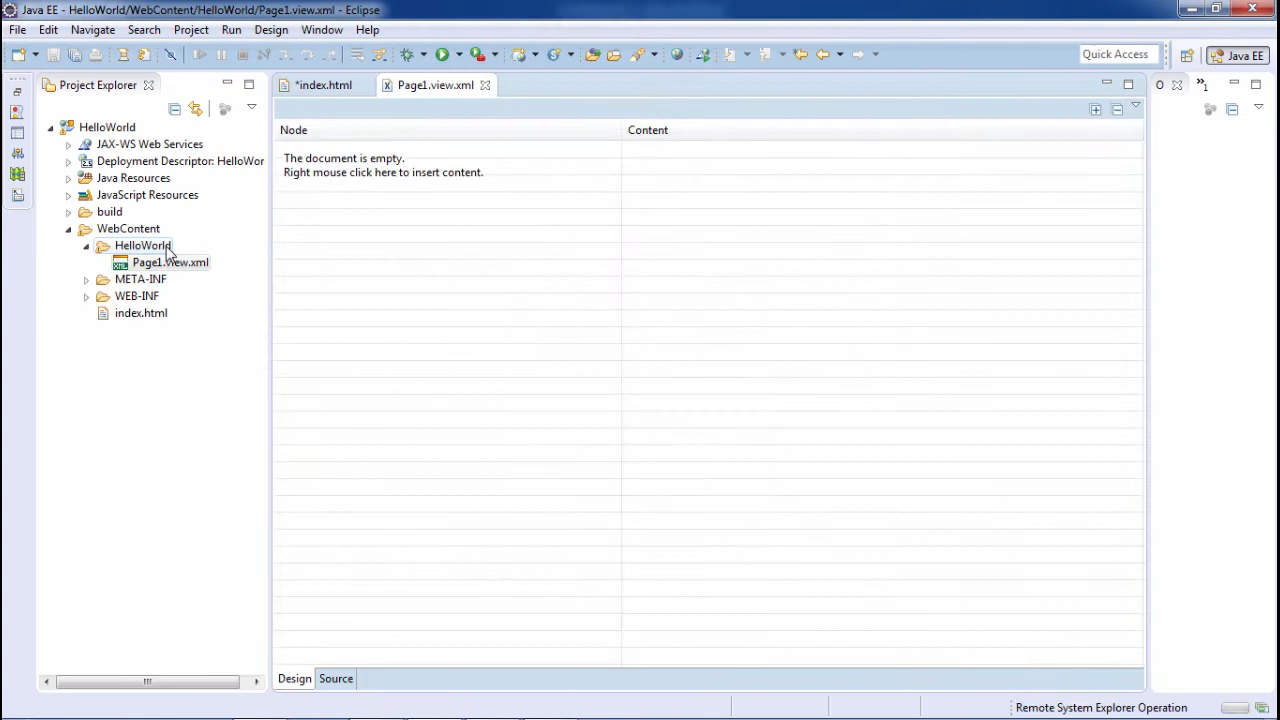 Java EE - HelloWorld/WebContent/HelloWorld/Page1.view.xml - Eclipse
File Edit Navigate Search Project Run Design Window Help
Quick Access
Java EE
Project Explorer
*index.html
Page1.view.xml
O
1
HelloWorld
JAX-WS Web Services
Deployment Descriptor: HelloWor
Java Resources
JavaScript Resources
build
WebContent
HelloWorld
Page1.view.xml
META-INF
WEB-INF
index.html
Node Content
The document is empty.
Right mouse click here to insert content.
Design Source
Remote System Explorer Operation